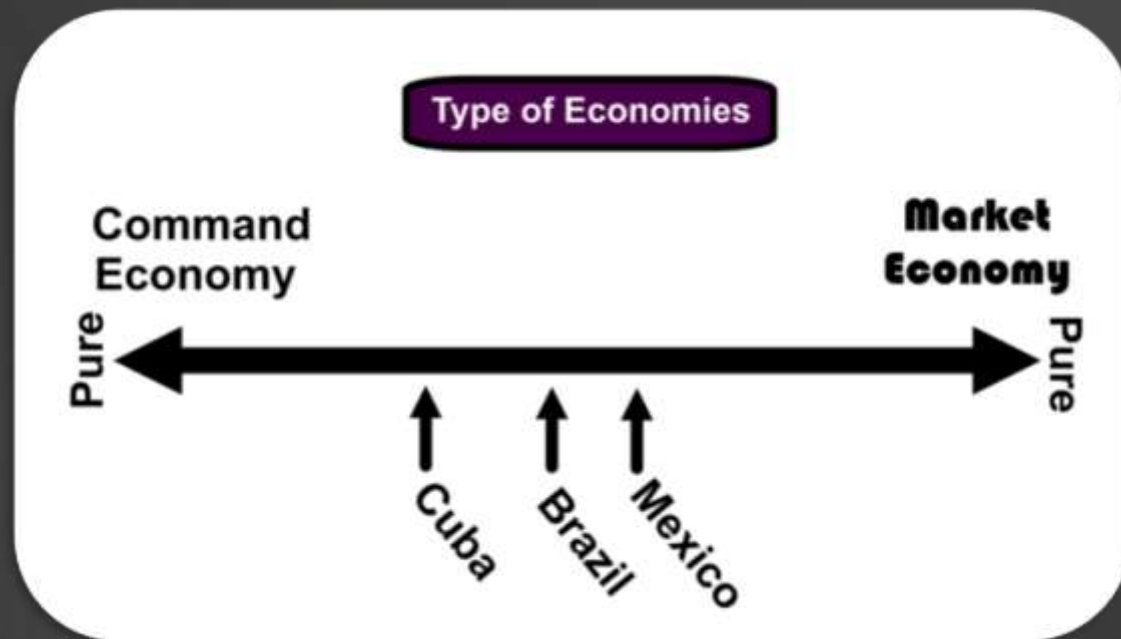 Type of Economies
Command
Economy
Market
Economy
Pure
Pure
Cuba
Brazil
Mexico